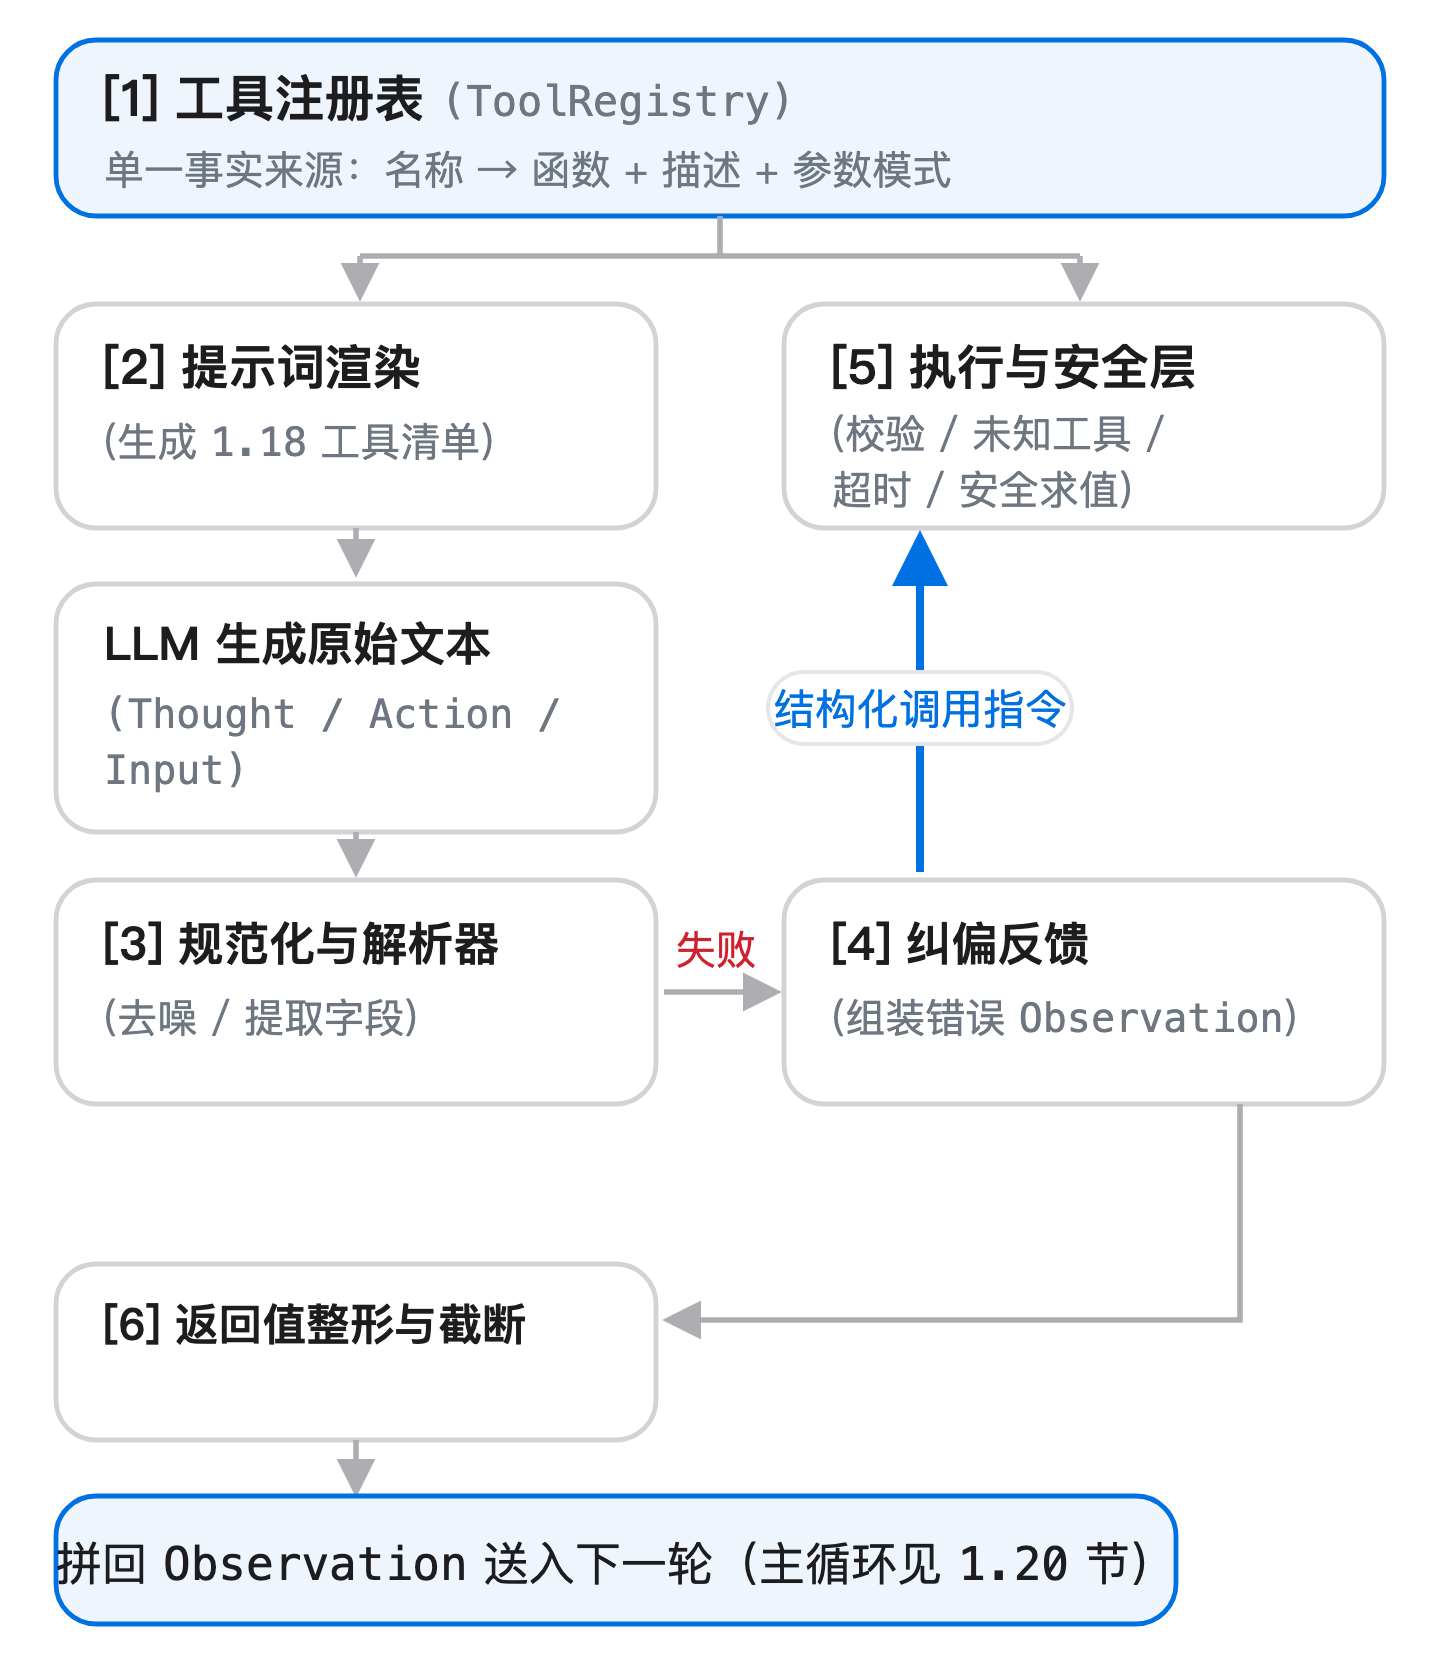 [1] 工具注册表 (ToolRegistry)
单一事实来源：名称 → 函数 + 描述 + 参数模式
[2] 提示词渲染
(生成 1.18 工具清单)
[5] 执行与安全层
(校验 / 未知工具 /
超时 / 安全求值)
LLM 生成原始文本
(Thought / Action /
Input)
结构化调用指令
[3] 规范化与解析器
(去噪 / 提取字段)
失败
[4] 纠偏反馈
(组装错误 Observation)
[6] 返回值整形与截断
拼回 Observation 送入下一轮（主循环见 1.20 节）